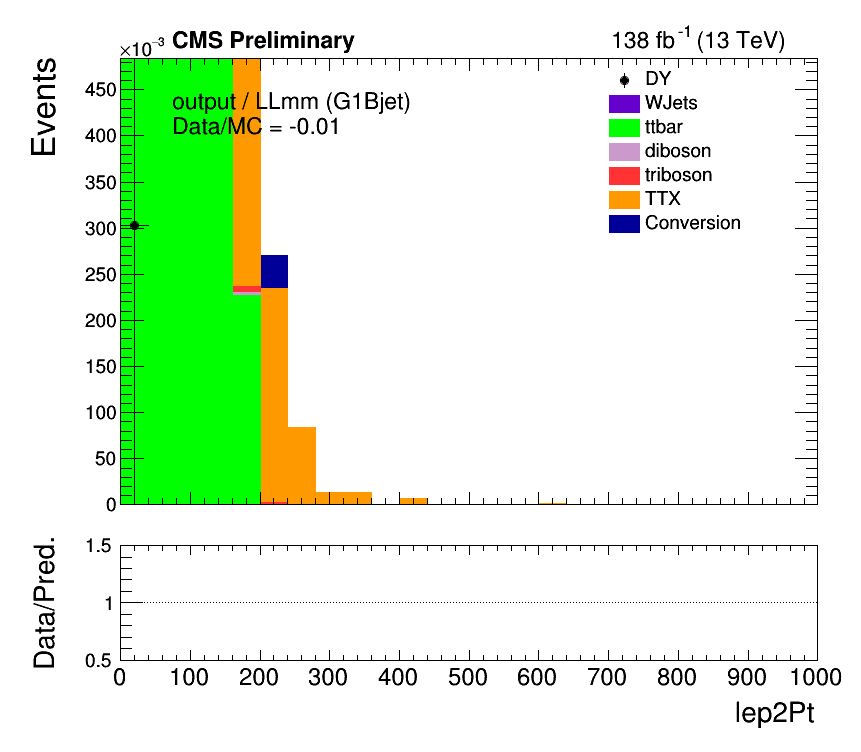 ×10⁻³ CMS Preliminary 138 fb⁻¹ (13 TeV)
Events
output / LLmm (G1Bjet)
Data/MC = -0.01
DY
WJets
ttbar
diboson
triboson
TTX
Conversion
450
400
350
300
250
200
150
100
50
0
Data/Pred.
1.5
1
0.5
0 100 200 300 400 500 600 700 800 900 1000
lep2Pt